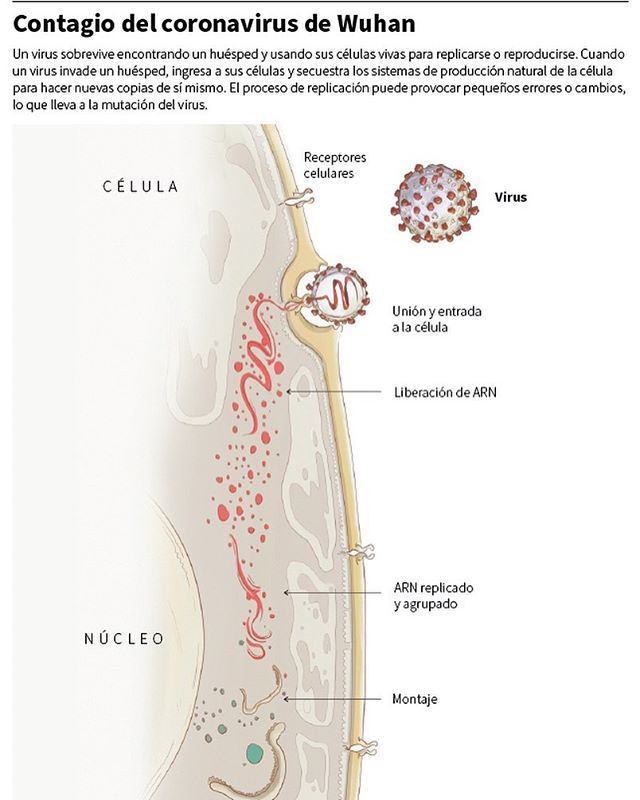 Contagio del coronavirus de Wuhan
Un virus sobrevive encontrando un huésped y usando sus células vivas para replicarse o reproducirse. Cuando
un virus invade un huésped, ingresa a sus células y secuestra los sistemas de producción natural de la célula
para hacer nuevas copias de sí mismo. El proceso de replicación puede provocar pequeños errores o cambios,
lo que lleva a la mutación del virus.
CÉLULA
Receptores
celulares
Virus
Unión y entrada
a la célula
Liberación de ARN
ARN replicado
y agrupado
NÚCLEO
Montaje